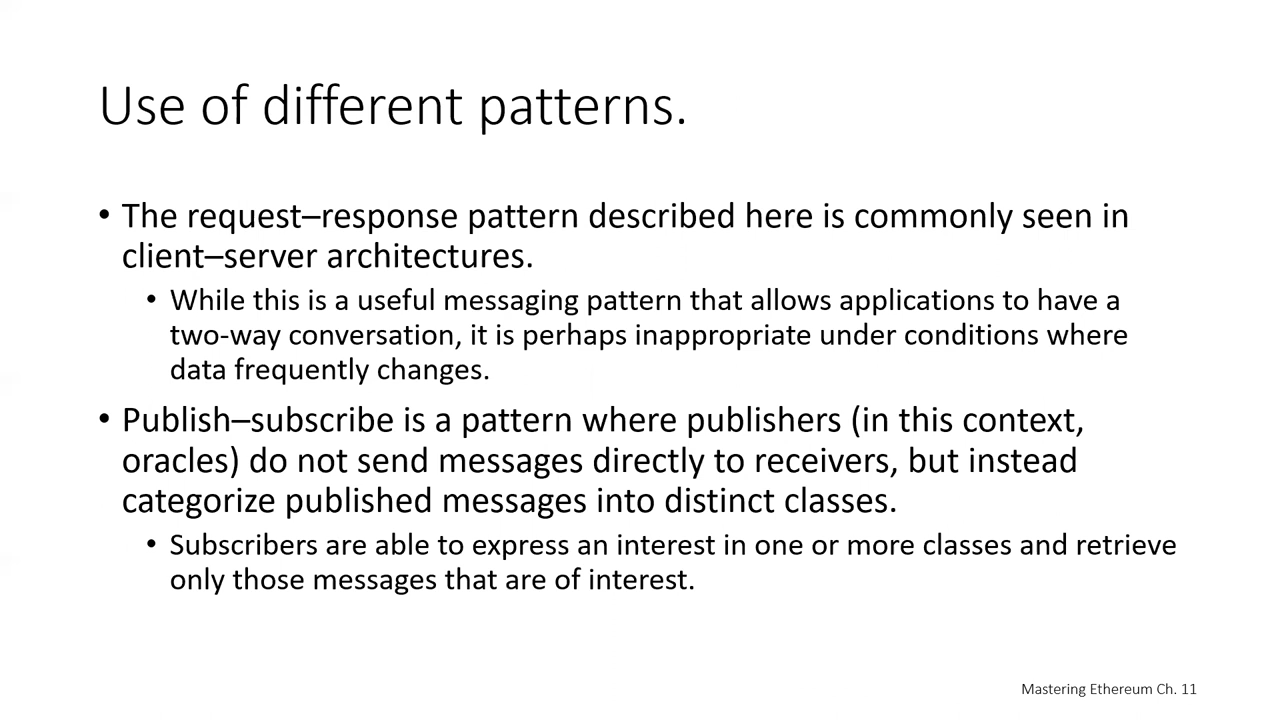 Use of different patterns.
• The request–response pattern described here is commonly seen in
client–server architectures.
• While this is a useful messaging pattern that allows applications to have a
two-way conversation, it is perhaps inappropriate under conditions where
data frequently changes.
• Publish–subscribe is a pattern where publishers (in this context,
oracles) do not send messages directly to receivers, but instead
categorize published messages into distinct classes.
• Subscribers are able to express an interest in one or more classes and retrieve
only those messages that are of interest.
Mastering Ethereum Ch. 11